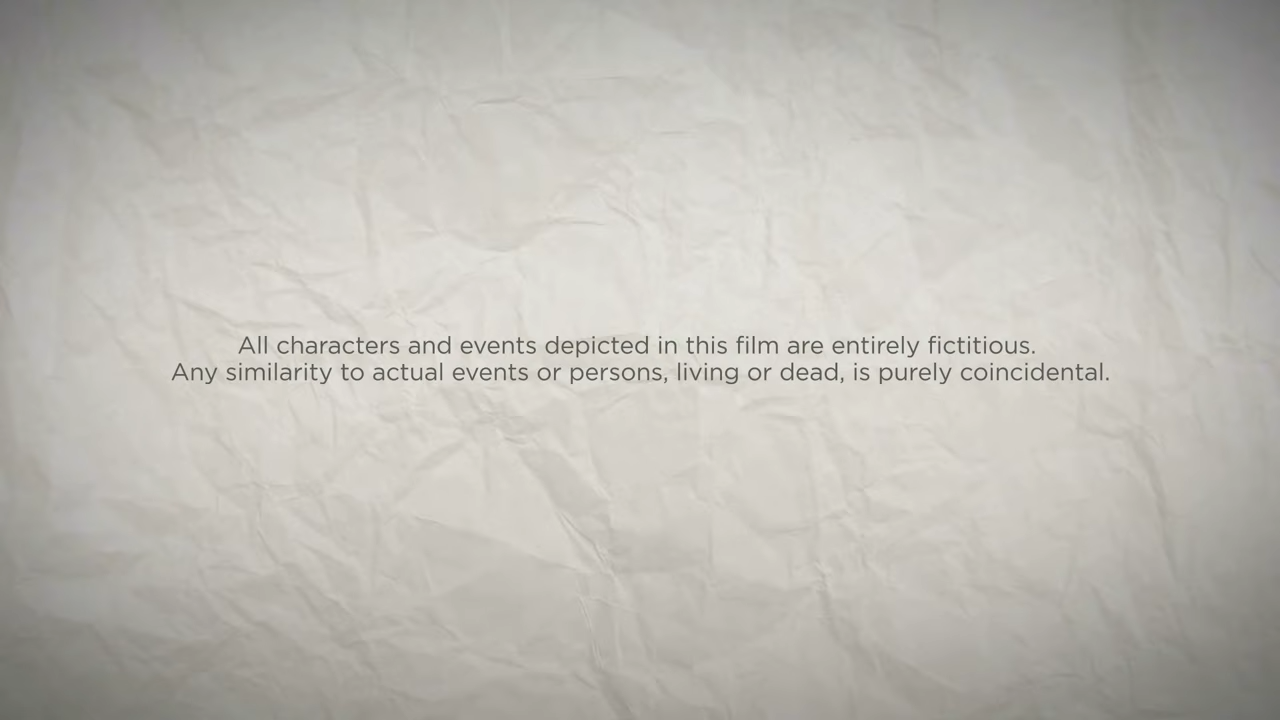 All characters and events depicted in this film are entirely fictitious.
Any similarity to actual events or persons, living or dead, is purely coincidental.